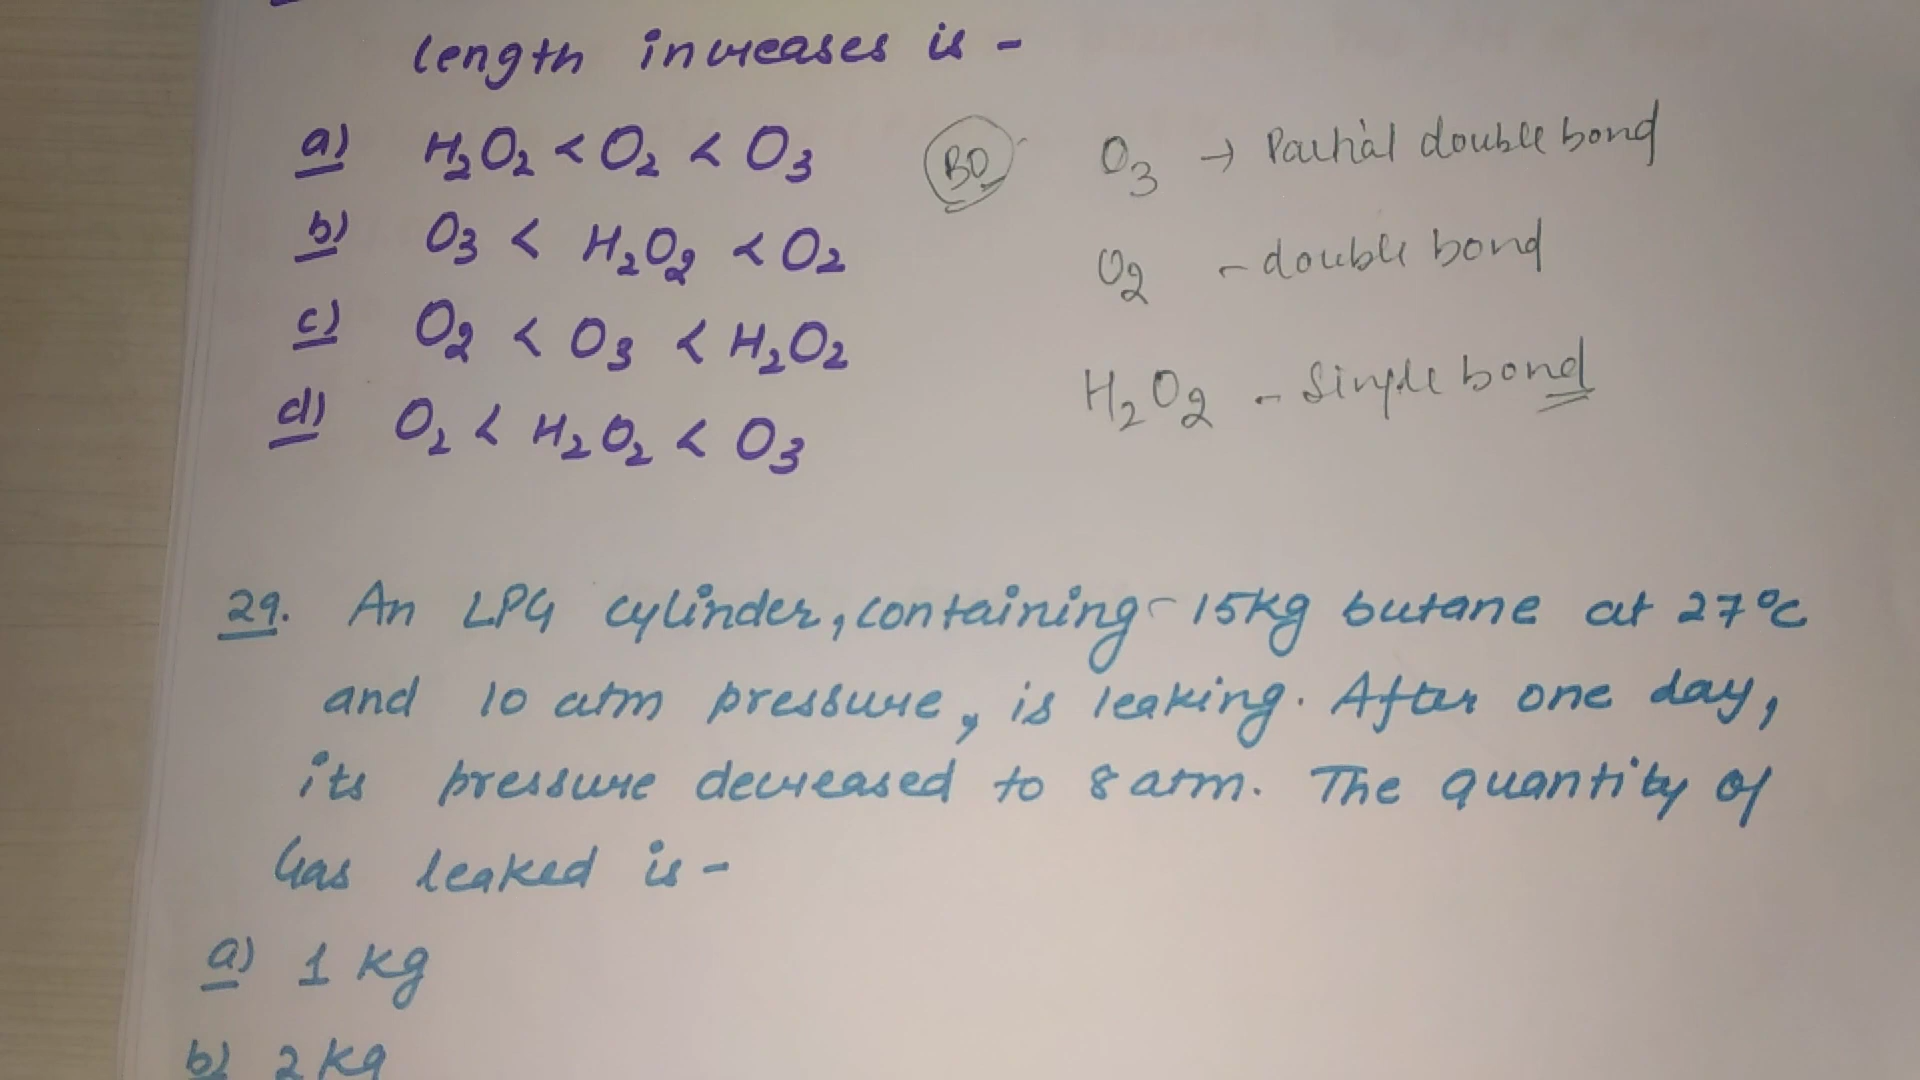 length increases is -
a) H₂O₂ < O₂ < O₃
BO
O₃ → Partial double bond
b) O₃ < H₂O₂ < O₂
O₂ - double bond
c) O₂ < O₃ < H₂O₂
H₂O₂ - Single bond
d) O₂ < H₂O₂ < O₃
29. An LPG cylinder, containing 15kg butane at 27°C
and 10 atm pressure, is leaking. After one day,
its pressure decreased to 8 atm. The quantity of
Gas leaked is -
a) 1 kg
b) 2 kg